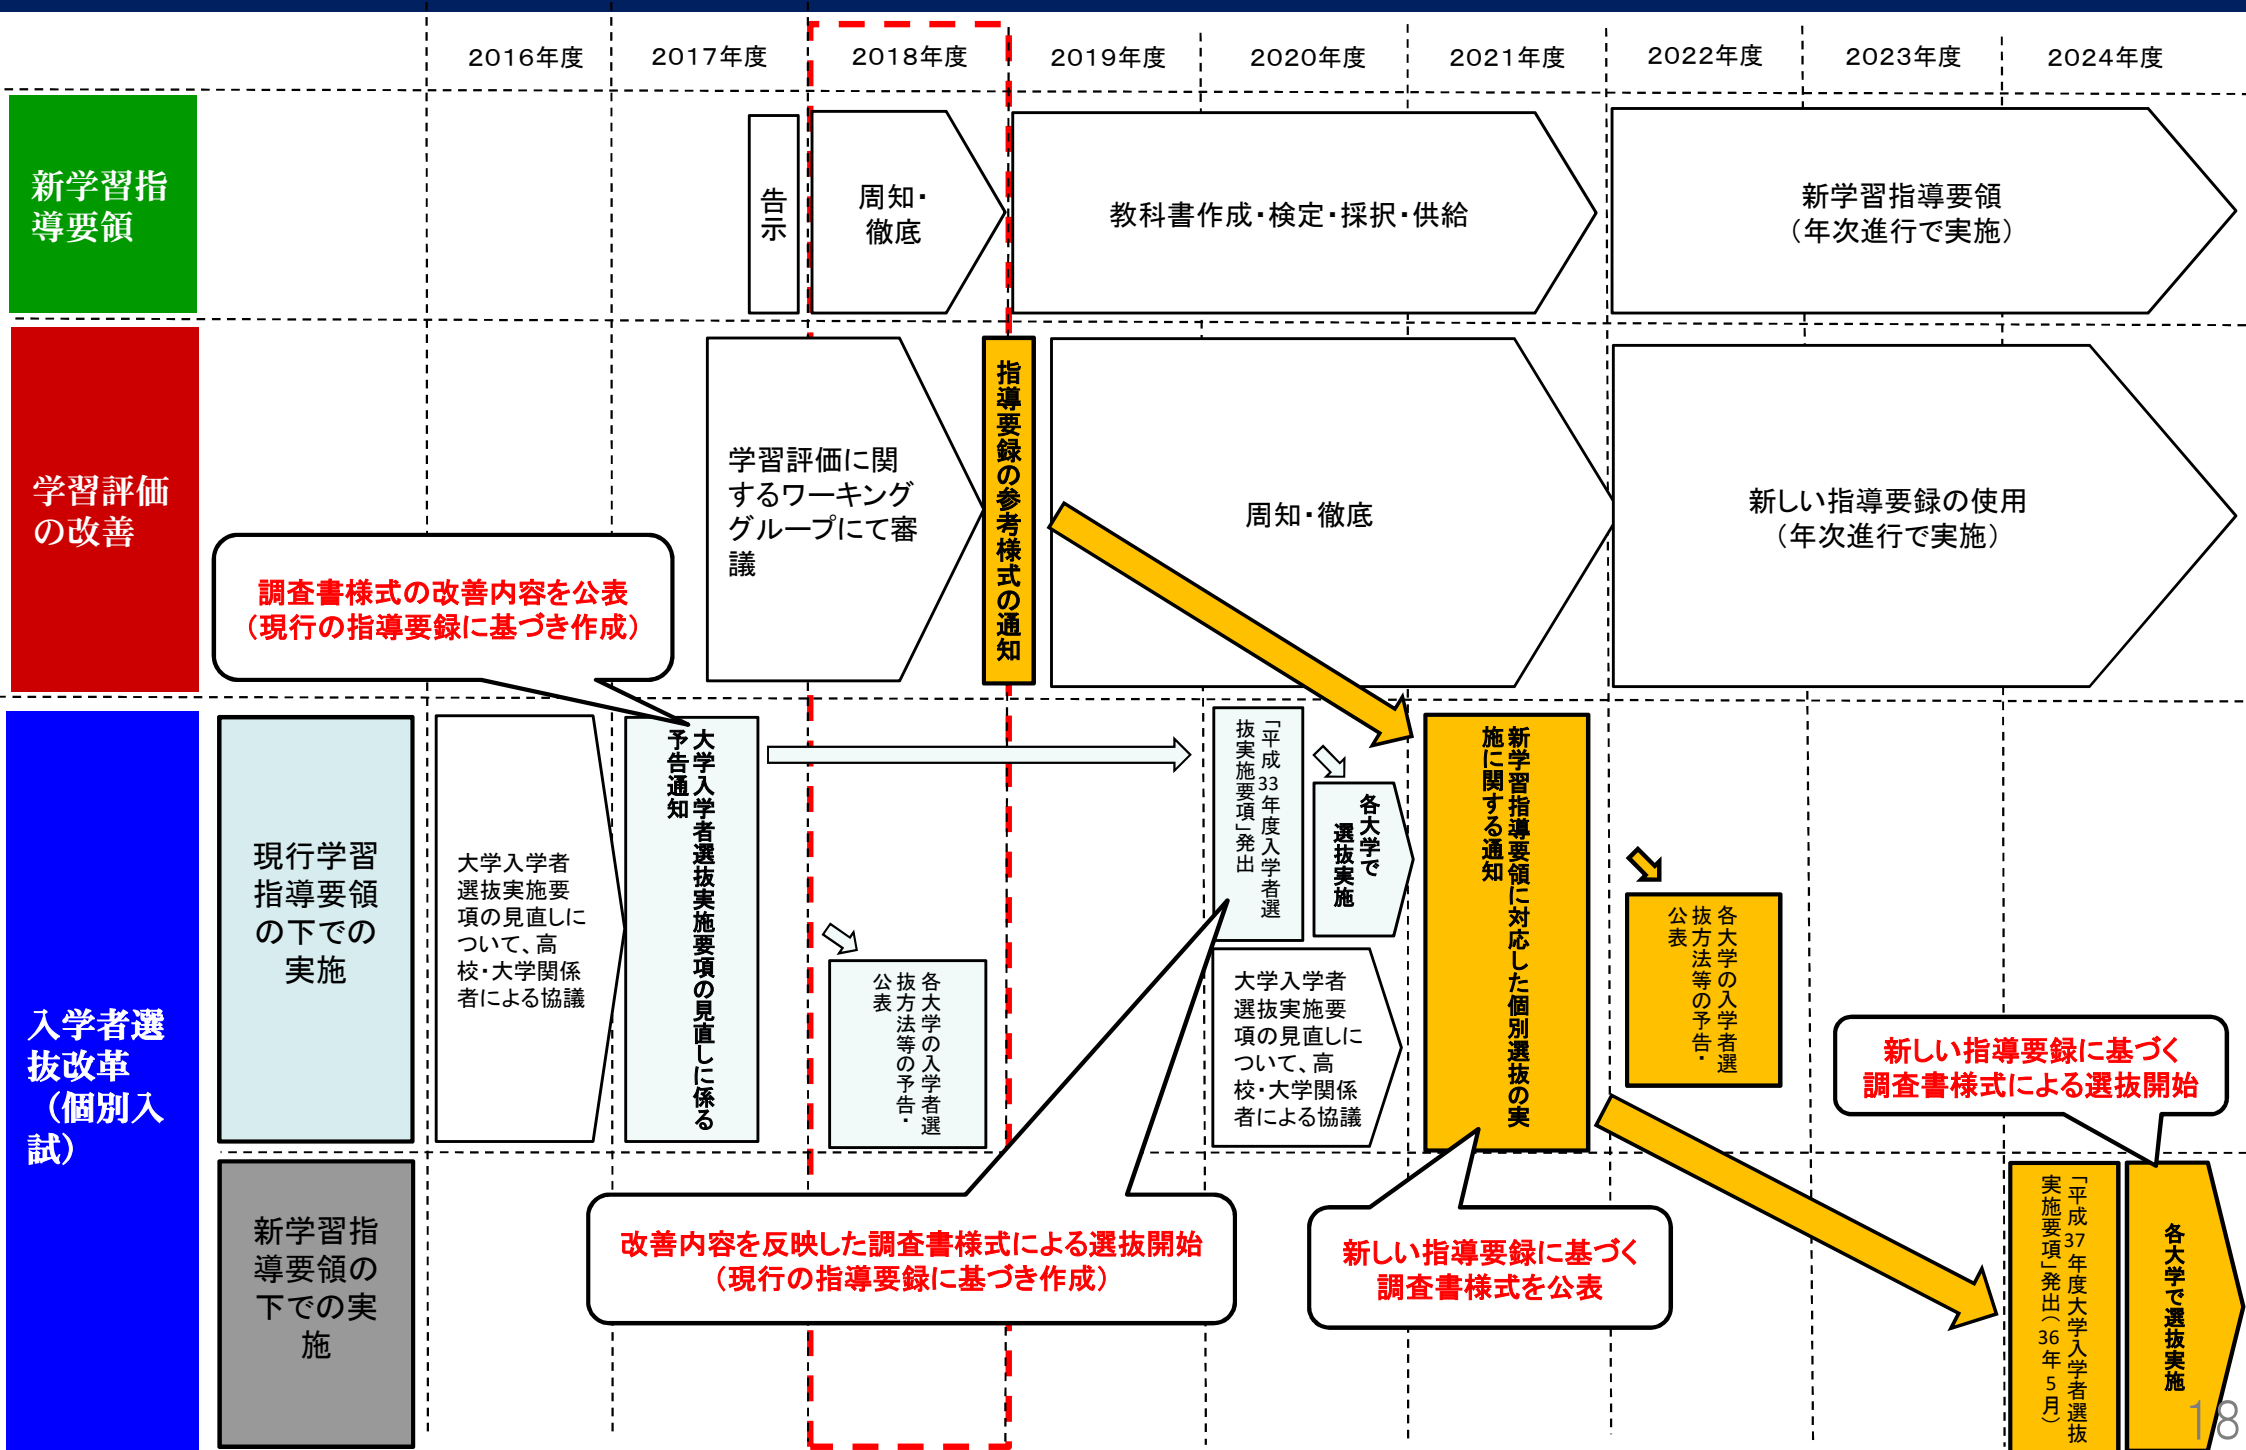 2016年度
2017年度
2018年度
2019年度
2020年度
2021年度
2022年度
2023年度
2024年度
新学習指
導要領
告示
周知・
徹底
教科書作成・検定・採択・供給
新学習指導要領
（年次進行で実施）
学習評価
の改善
学習評価に関
するワーキング
グループにて審
議
指導要録の参考様式の通知
周知・徹底
新しい指導要録の使用
（年次進行で実施）
調査書様式の改善内容を公表
（現行の指導要録に基づき作成）
入学者選
抜改革
（個別入
試）
現行学習
指導要領
の下での
実施
大学入学者
選抜実施要
項の見直しに
ついて、高
校・大学関係
者による協議
大学入学者選抜実施要項の見直しに係る
予告通知
各大学の入学者選
抜方法等の予告・
公表
「平成33年度入学者選
抜実施要項」発出
各大学で
選抜実施
大学入学者
選抜実施要
項の見直しに
ついて、高
校・大学関係
者による協議
新学習指導要領に対応した個別選抜の実
施に関する通知
各大学の入学者選
抜方法等の予告・
公表
新しい指導要録に基づく
調査書様式による選抜開始
新学習指
導要領の
下での実
施
改善内容を反映した調査書様式による選抜開始
（現行の指導要録に基づき作成）
新しい指導要録に基づく
調査書様式を公表
「平成37年度大学入学者選抜
実施要項」発出（36年5月）
各大学で選抜実施
18